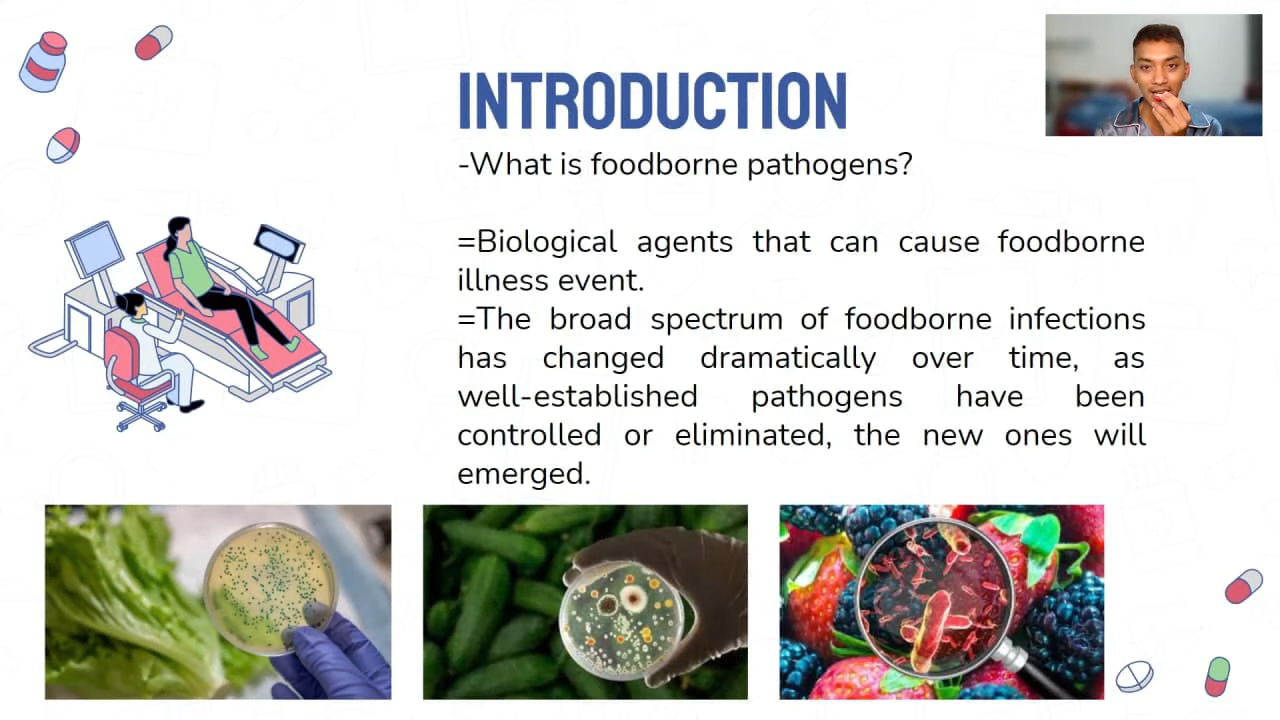 INTRODUCTION
-What is foodborne pathogens?
=Biological agents that can cause foodborne
illness event.
=The broad spectrum of foodborne infections
has changed dramatically over time, as
well-established pathogens have been
controlled or eliminated, the new ones will
emerged.